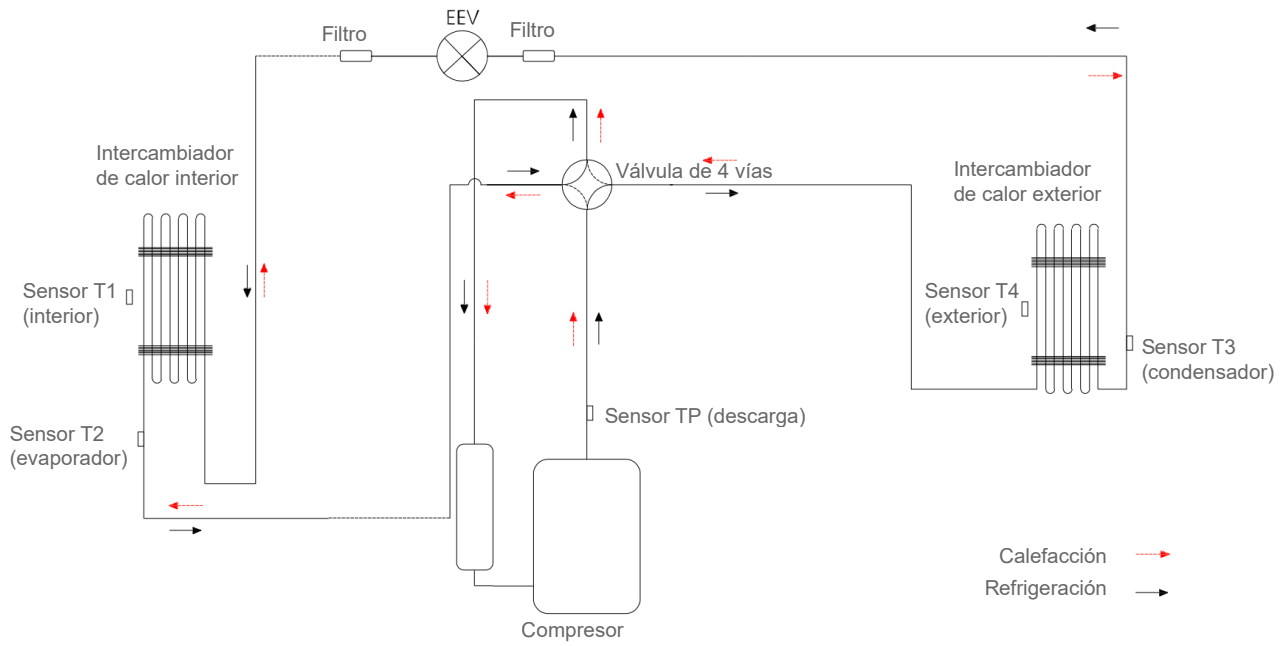 EEV
Filtro
Filtro
Intercambiador
de calor interior
Válvula de 4 vías
Intercambiador
de calor exterior
Sensor T1
(interior)
Sensor T4
(exterior)
Sensor T3
(condensador)
Sensor TP (descarga)
Sensor T2
(evaporador)
Calefacción
Refrigeración
Compresor